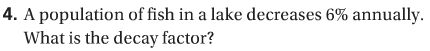 4. A population of fish in a lake decreases 6% annually.
What is the decay factor?